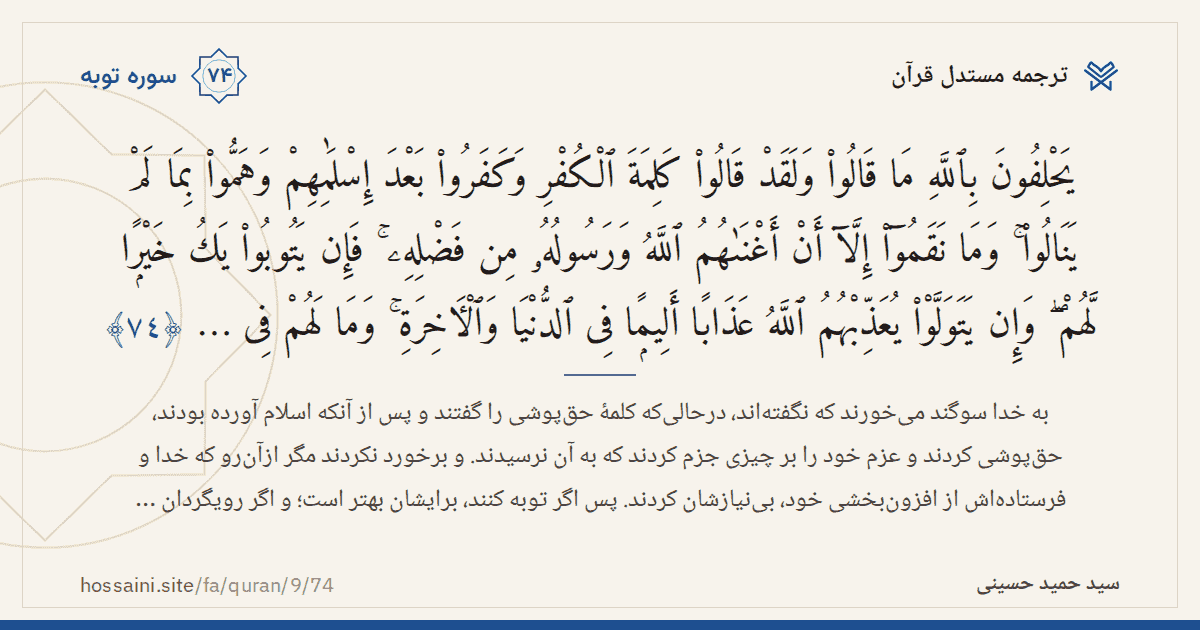 ترجمه مستدل قرآن
۷۴ سوره توبه
يَحْلِفُونَ بِٱللَّهِ مَا قَالُوا۟ وَلَقَدْ قَالُوا۟ كَلِمَةَ ٱلْكُفْرِ وَكَفَرُوا۟ بَعْدَ إِسْلَـٰمِهِمْ وَهَمُّوا۟ بِمَا لَمْ
يَنَالُوا۟ ۚ وَمَا نَقَمُوٓا۟ إِلَّآ أَنْ أَغْنَىٰهُمُ ٱللَّهُ وَرَسُولُهُۥ مِن فَضْلِهِۦ ۚ فَإِن يَتُوبُوا۟ يَكُ خَيْرًۭا
لَّهُمْ ۖ وَإِن يَتَوَلَّوْا۟ يُعَذِّبْهُمُ ٱللَّهُ عَذَابًا أَلِيمًۭا فِى ٱلدُّنْيَا وَٱلْـَٔاخِرَةِ ۚ وَمَا لَهُمْ فِى ... ﴿٧٤﴾
به خدا سوگند می‌خورند که نگفته‌اند، درحالی‌که کلمهٔ حق‌پوشی را گفتند و پس از آنکه اسلام آورده بودند،
حق‌پوشی کردند و عزم خود را بر چیزی جزم کردند که به آن نرسیدند. و برخورد نکردند مگر ازآن‌رو که خدا و
فرستاده‌اش از افزون‌بخشی خود، بی‌نیازشان کردند. پس اگر توبه کنند، برایشان بهتر است؛ و اگر رویگردان ...
سید حمید حسینی
hossaini.site/fa/quran/9/74